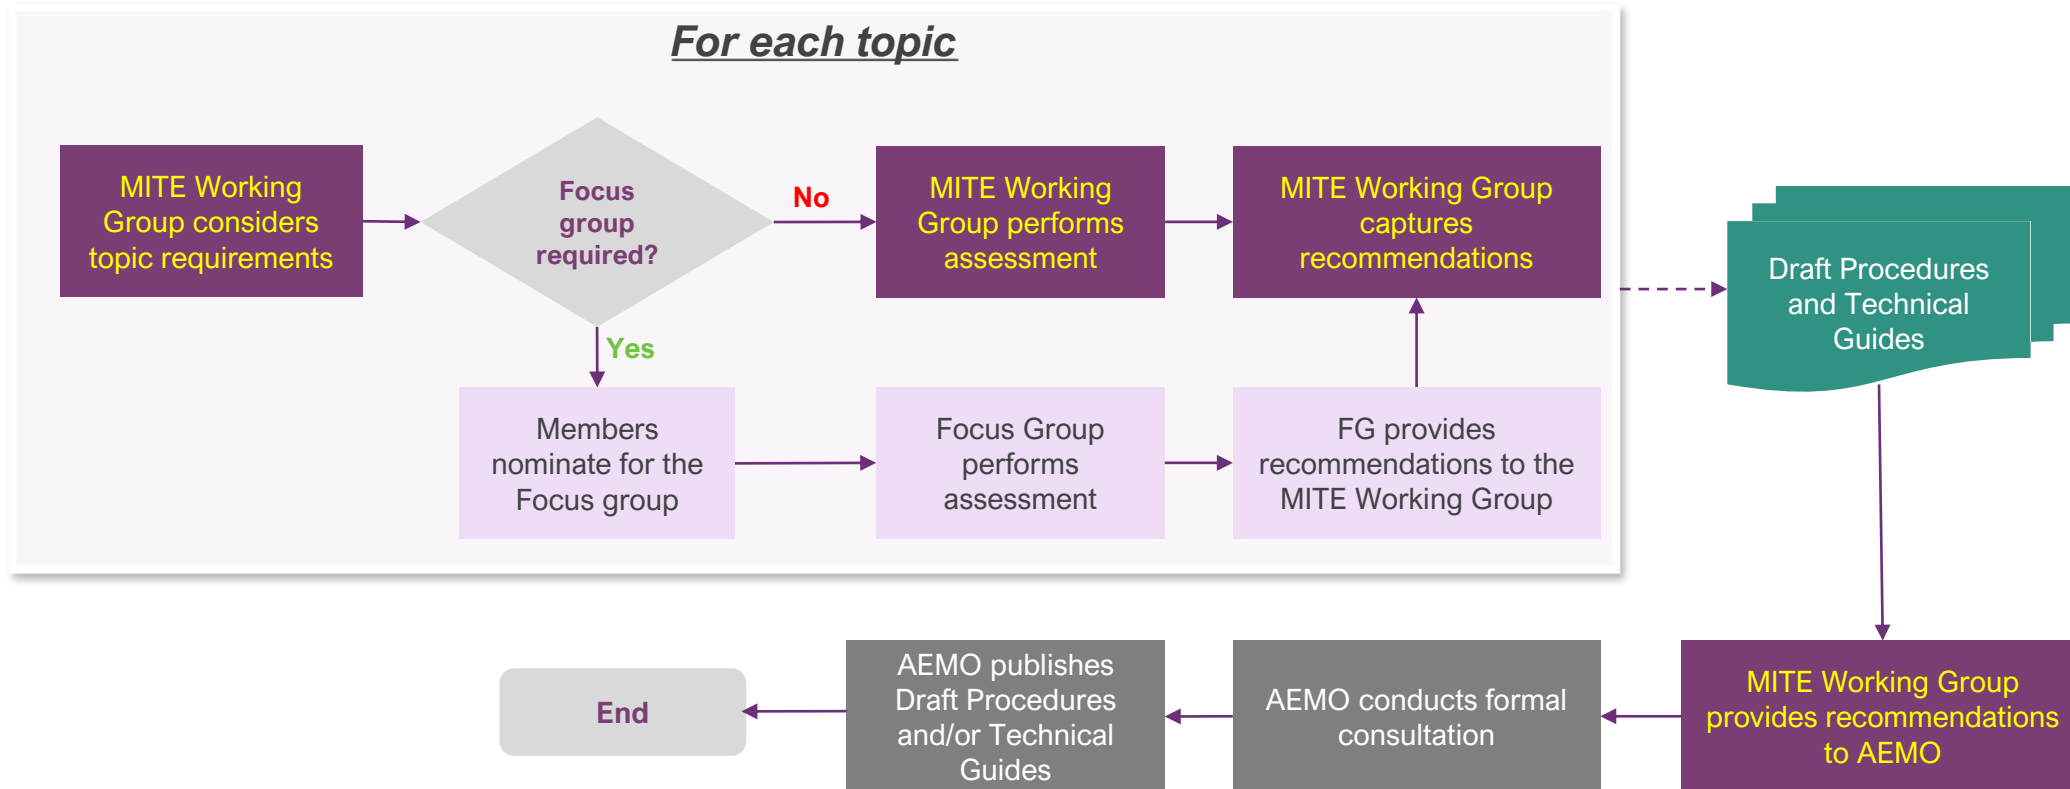 For each topic
MITE Working
Group considers
topic requirements
Focus
group
required?
No
MITE Working
Group performs
assessment
MITE Working Group
captures
recommendations
Draft Procedures
and Technical
Guides
Yes
Members
nominate for the
Focus group
Focus Group
performs
assessment
FG provides
recommendations to the
MITE Working Group
End
AEMO publishes
Draft Procedures
and/or Technical
Guides
AEMO conducts formal
consultation
MITE Working Group
provides recommendations
to AEMO